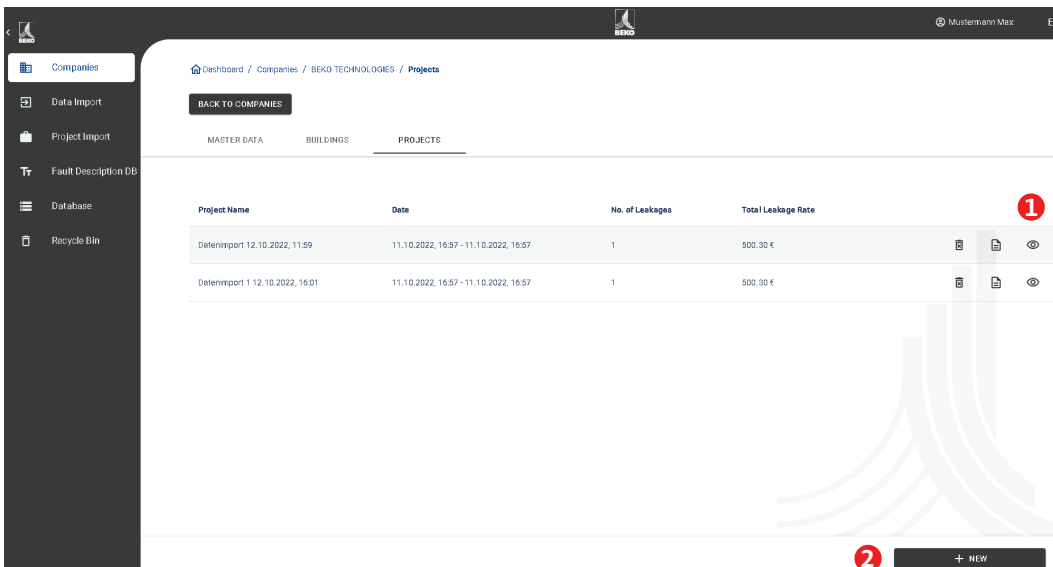 BEKO
BEKO
Mustermann Max
E
Companies
Data Import
Project Import
Fault Description DB
Database
Recycle Bin
Dashboard / Companies / BEKO TECHNOLOGIES / Projects
BACK TO COMPANIES
MASTER DATA BUILDINGS PROJECTS
1
Project Name Date No. of Leakages Total Leakage Rate
Datenimport 12.10.2022, 11:59 11.10.2022, 16:57 - 11.10.2022, 16:57 1 500.30 €
Datenimport 1 12.10.2022, 16:01 11.10.2022, 16:57 - 11.10.2022, 16:57 1 500.30 €
2
+ NEW